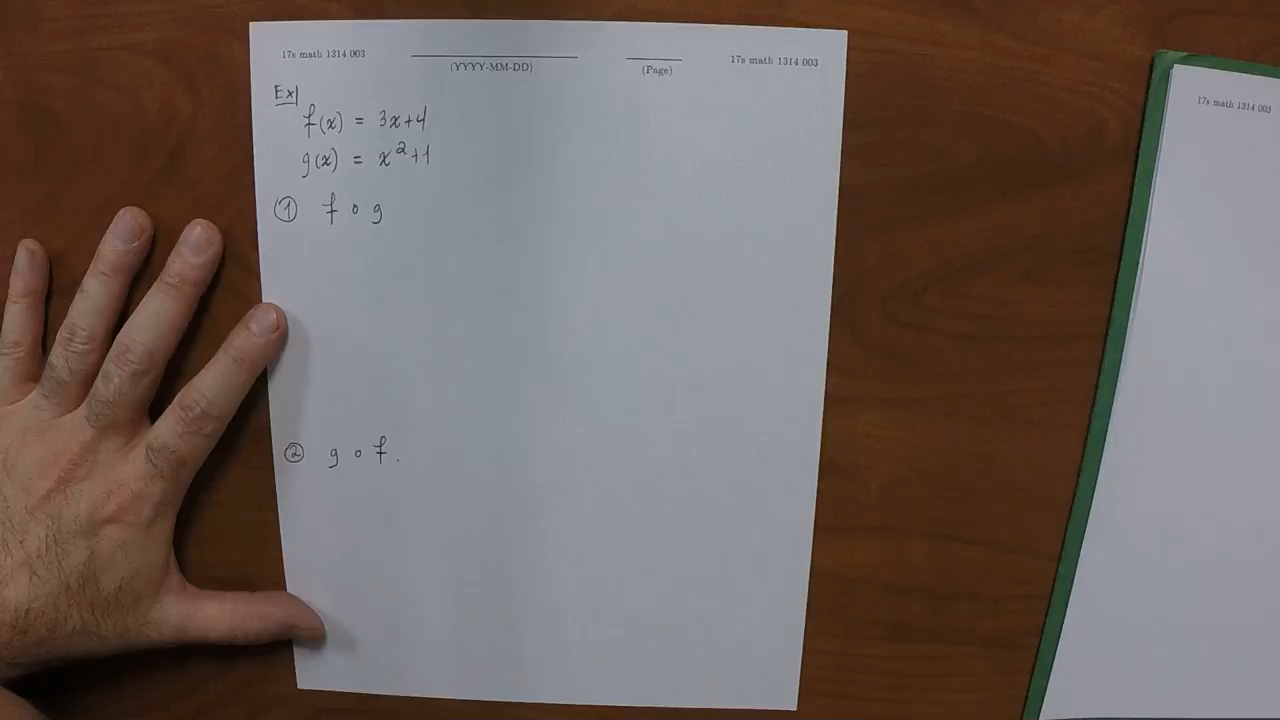 17s math 1314 003
(YYYY-MM-DD)
(Page)
17s math 1314 003
Ex1
f(x) = 3x+4
g(x) = x²+1
① f ∘ g
② g ∘ f.
17s math 1314 003